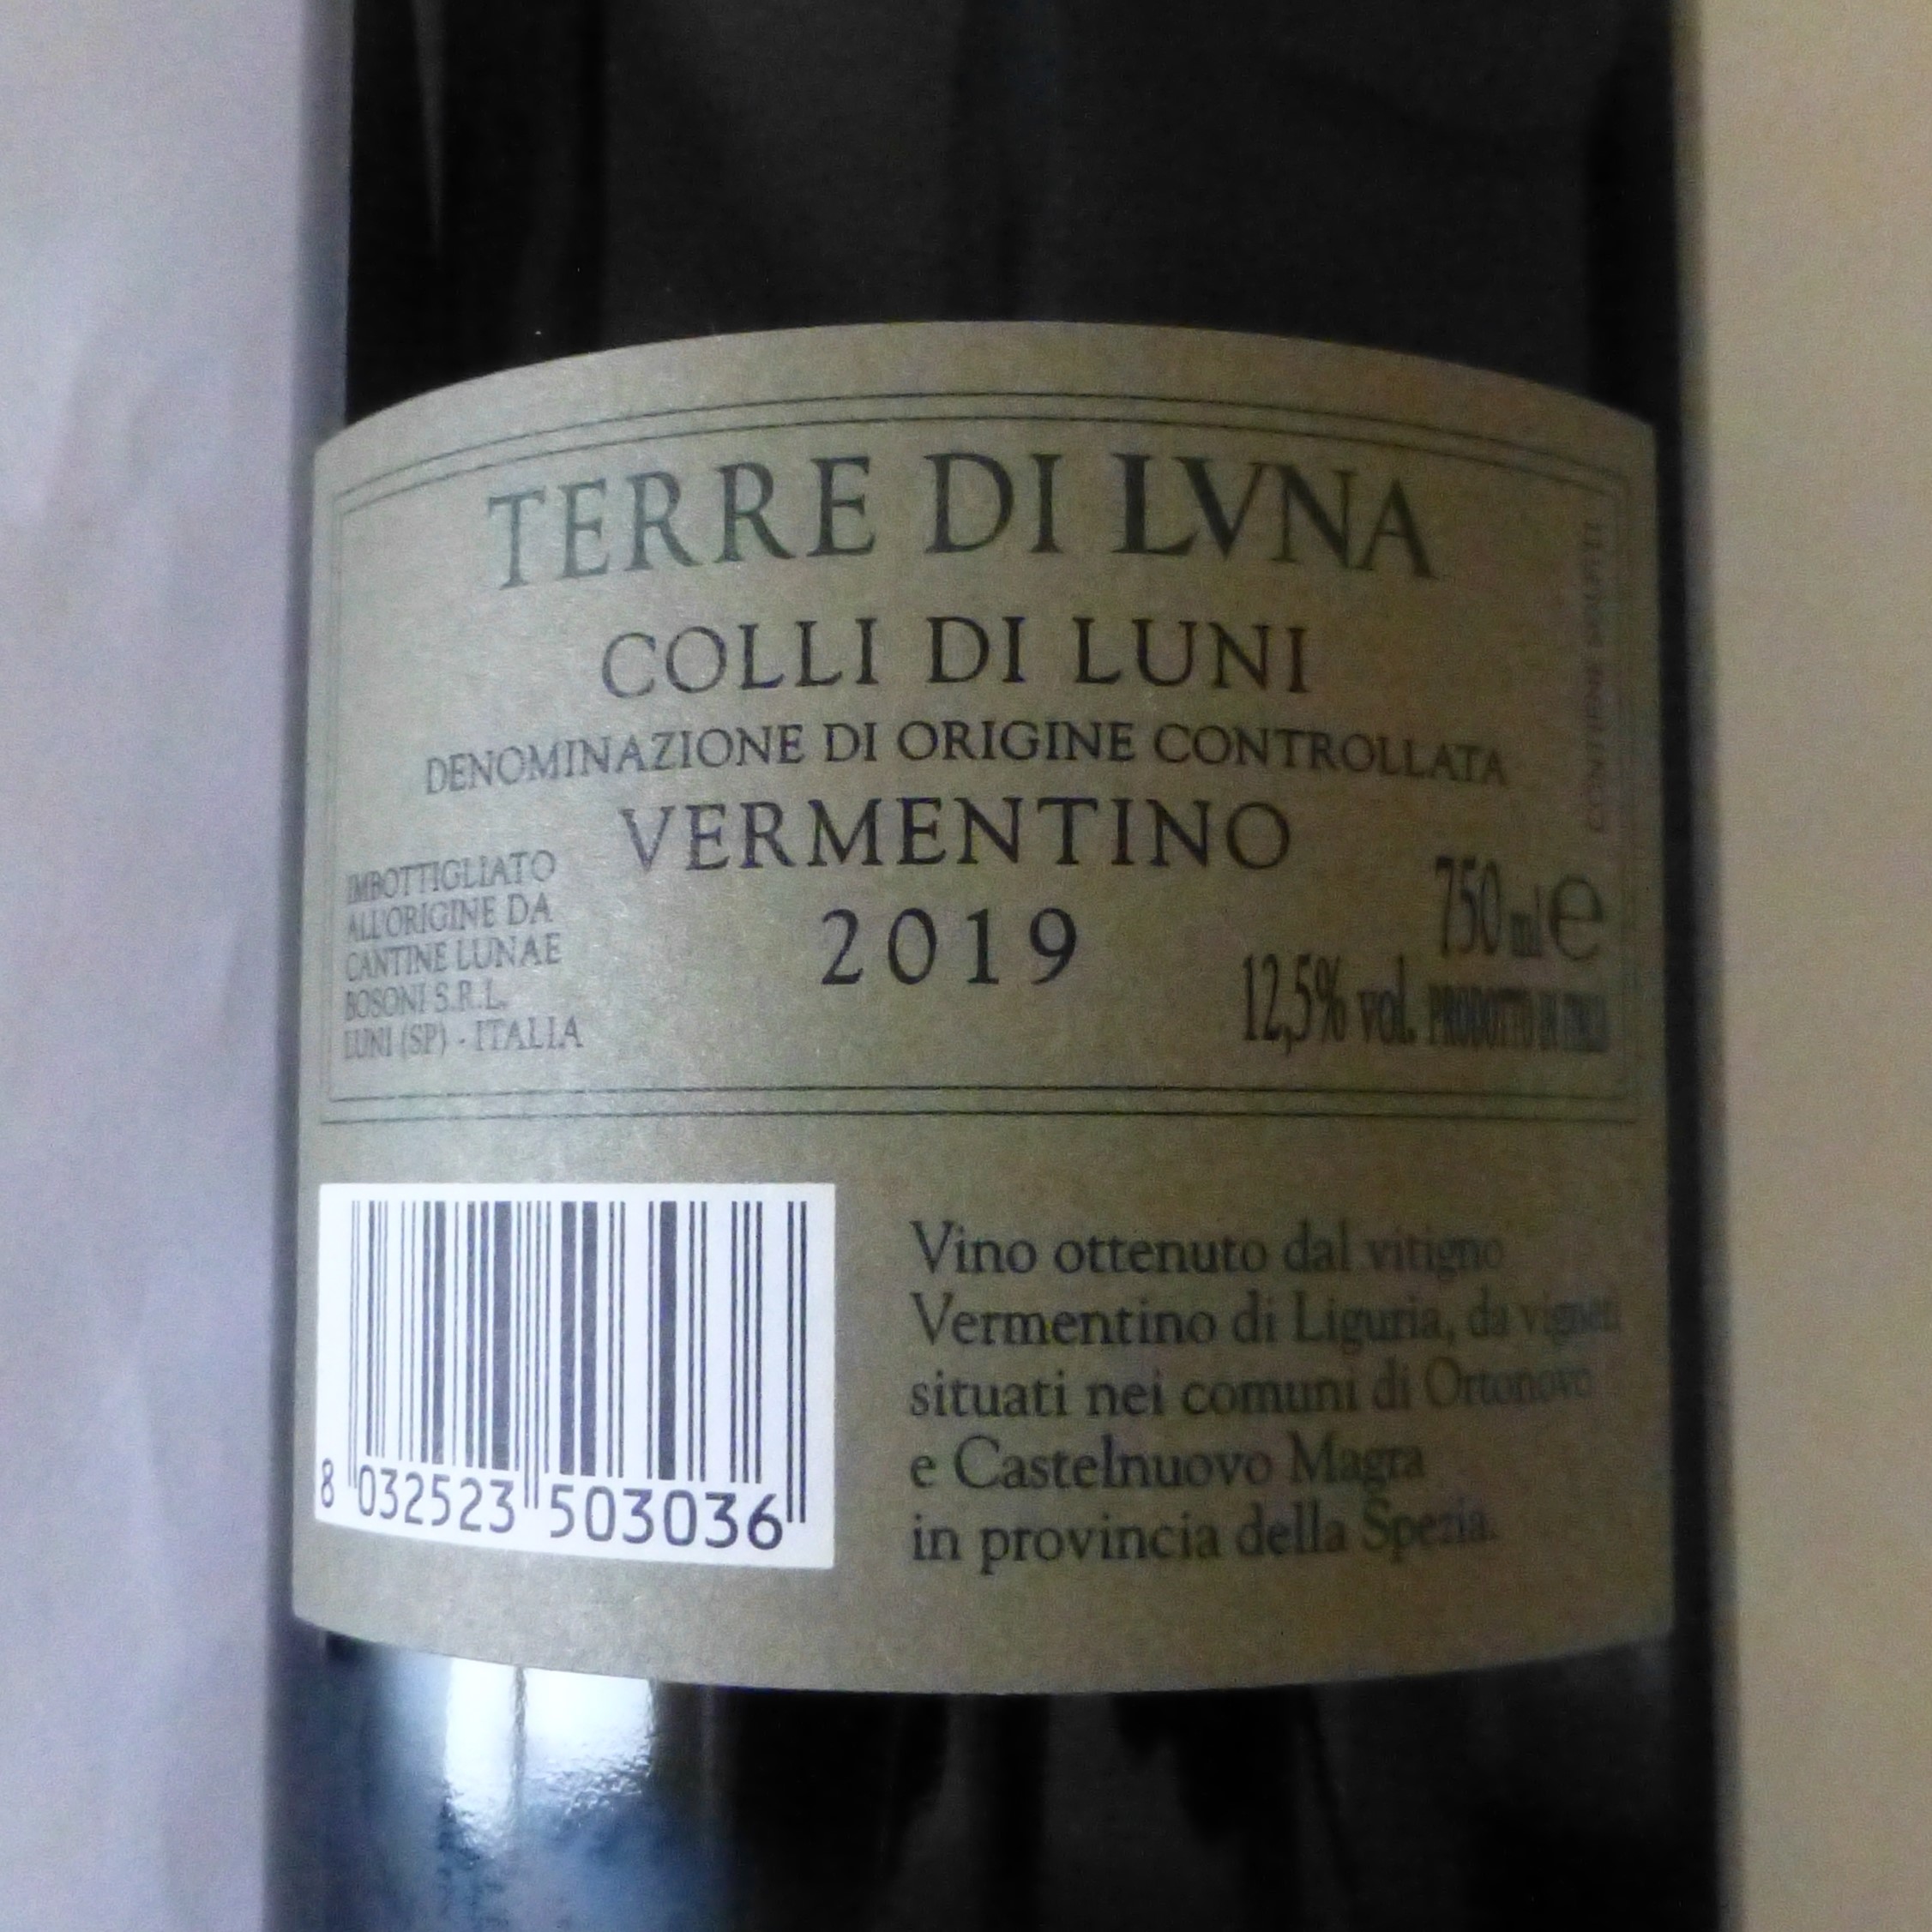 TERRE DI LVNA
COLLI DI LUNI
DENOMINAZIONE DI ORIGINE CONTROLLATA
VERMENTINO
2019
IMBOTTIGLIATO
ALL'ORIGINE DA
CANTINE LUNAE
BOSONI S.R.L.
LUNI (SP) - ITALIA
750 ml e
12,5% vol. PRODOTTO IN ITALIA
CONTIENE SOLFITI
8 032523 503036
Vino ottenuto dal vitigno
Vermentino di Liguria, da vigneti
situati nei comuni di Ortonovo
e Castelnuovo Magra
in provincia della Spezia.